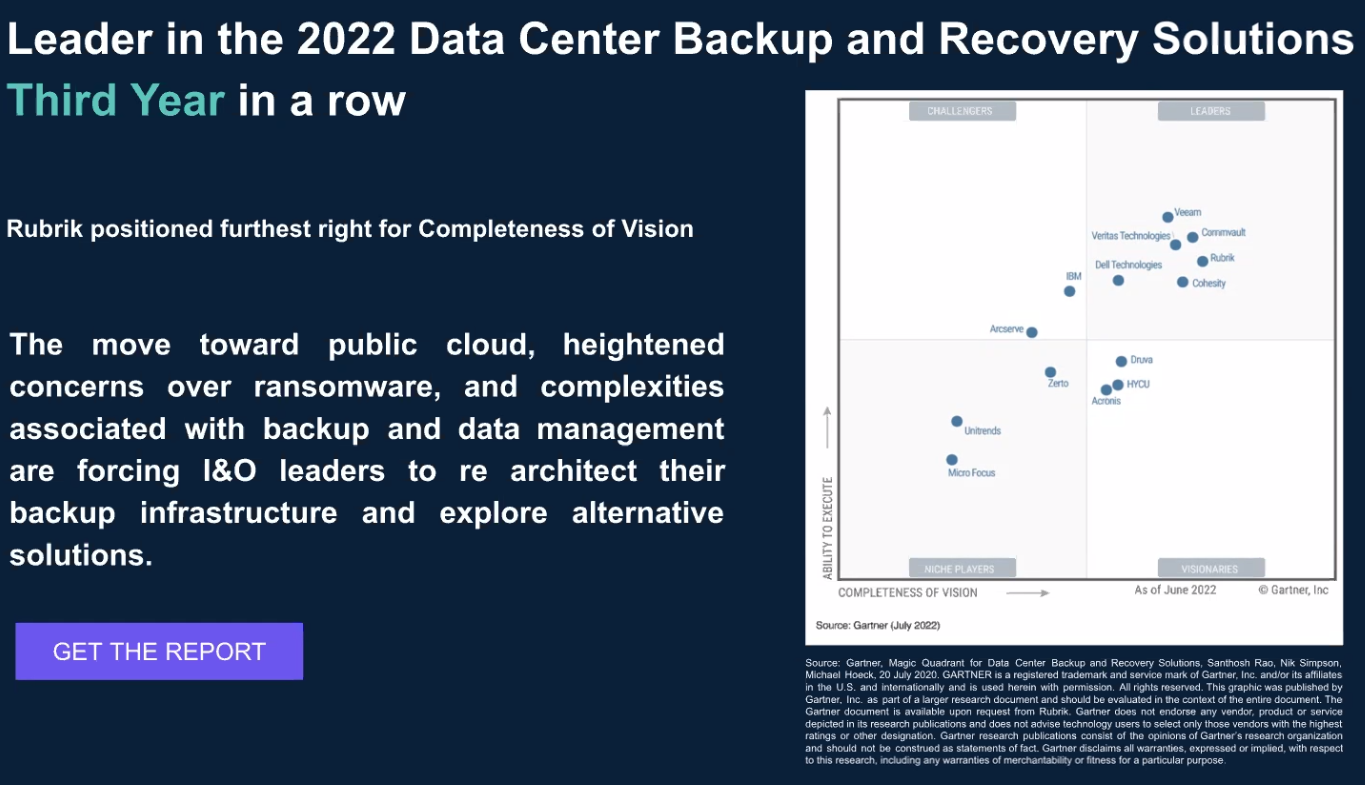 Leader in the 2022 Data Center Backup and Recovery Solutions
Third Year in a row
Rubrik positioned furthest right for Completeness of Vision
The move toward public cloud, heightened
concerns over ransomware, and complexities
associated with backup and data management
are forcing I&O leaders to re architect their
backup infrastructure and explore alternative
solutions.
GET THE REPORT
CHALLENGERS
LEADERS
Veeam
Veritas Technologies
Commvault
Rubrik
Dell Technologies
IBM
Cohesity
Arcserve
Druva
Zerto
HYCU
Acronis
Unitrends
Micro Focus
ABILITY TO EXECUTE
NICHE PLAYERS
VISIONARIES
COMPLETENESS OF VISION
As of June 2022
© Gartner, Inc
Source: Gartner (July 2022)
Source: Gartner, Magic Quadrant for Data Center Backup and Recovery Solutions, Santhosh Rao, Nik Simpson,
Michael Hoeck, 20 July 2020. GARTNER is a registered trademark and service mark of Gartner, Inc. and/or its affiliates
in the U.S. and internationally and is used herein with permission. All rights reserved. This graphic was published by
Gartner, Inc. as part of a larger research document and should be evaluated in the context of the entire document. The
Gartner document is available upon request from Rubrik. Gartner does not endorse any vendor, product or service
depicted in its research publications and does not advise technology users to select only those vendors with the highest
ratings or other designation. Gartner research publications consist of the opinions of Gartner's research organization
and should not be construed as statements of fact. Gartner disclaims all warranties, expressed or implied, with respect
to this research, including any warranties of merchantability or fitness for a particular purpose.